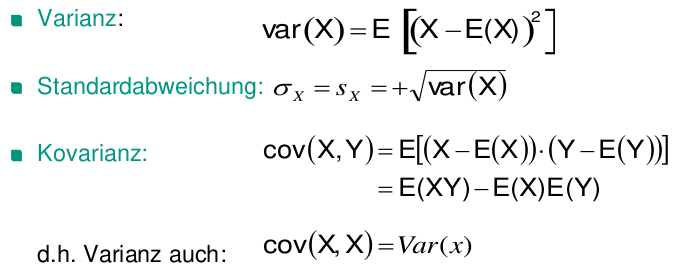 Varianz: var(X) = E [(X − E(X))²]
Standardabweichung: σ_X = s_X = +√var(X)
Kovarianz: cov(X, Y) = E[(X − E(X))·(Y − E(Y))]
= E(XY) − E(X)E(Y)
d.h. Varianz auch: cov(X, X) = Var(x)